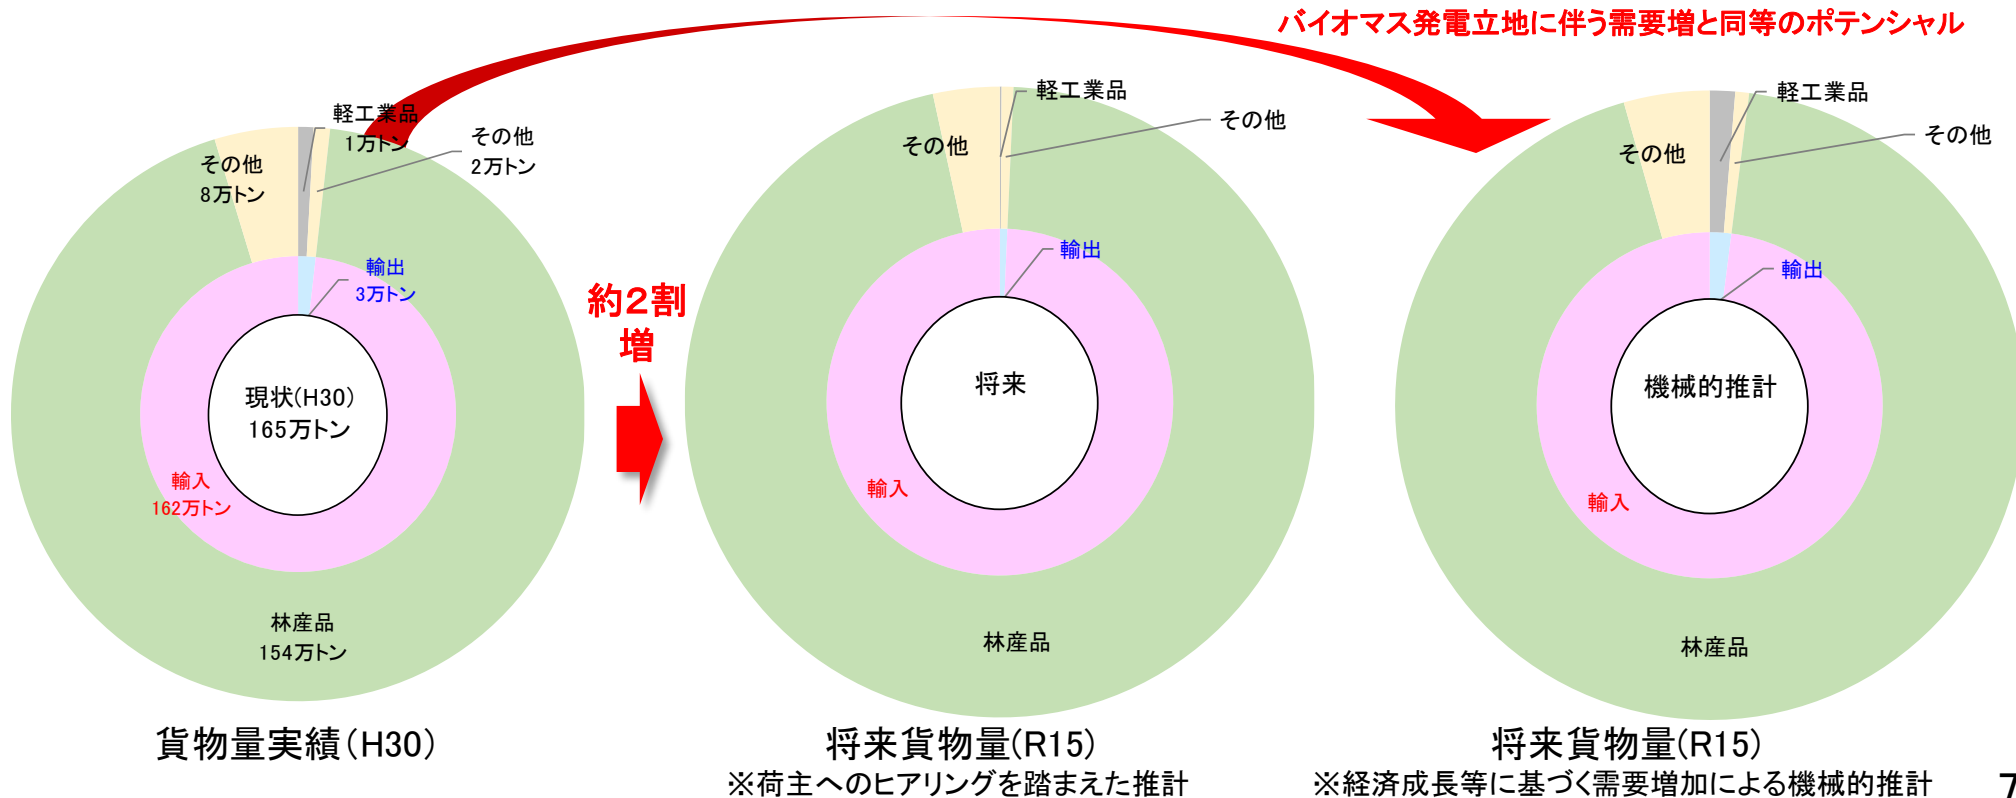 バイオマス発電立地に伴う需要増と同等のポテンシャル
軽工業品
1万トン
その他
2万トン
その他
8万トン
輸出
3万トン
現状(H30)
165万トン
輸入
162万トン
林産品
154万トン
貨物量実績(H30)
約2割
増
軽工業品
その他
その他
輸出
将来
輸入
林産品
将来貨物量(R15)
※荷主へのヒアリングを踏まえた推計
軽工業品
その他
その他
輸出
機械的推計
輸入
林産品
将来貨物量(R15)
※経済成長等に基づく需要増加による機械的推計